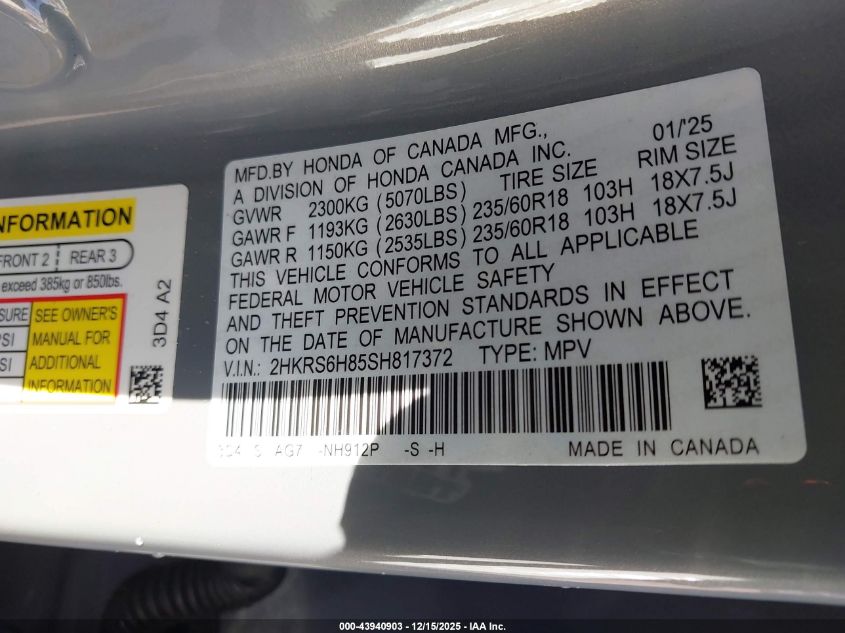 MFD.BY HONDA OF CANADA MFG., 01/'25
A DIVISION OF HONDA CANADA INC.
TIRE SIZE RIM SIZE
GVWR 2300KG (5070LBS)
GAWR F 1193KG (2630LBS) 235/60R18 103H 18X7.5J
GAWR R 1150KG (2535LBS) 235/60R18 103H 18X7.5J
THIS VEHICLE CONFORMS TO ALL APPLICABLE
FEDERAL MOTOR VEHICLE SAFETY
AND THEFT PREVENTION STANDARDS IN EFFECT
ON THE DATE OF MANUFACTURE SHOWN ABOVE.
V.I.N.: 2HKRS6H85SH817372 TYPE: MPV
AG7 -NH912P -S -H MADE IN CANADA
NFORMATION
FRONT 2 REAR 3
exceed 385kg or 850lbs.
SURE SEE OWNER'S
PSI MANUAL FOR
SI ADDITIONAL
INFORMATION
3D4 A2
000-43940903 - 12/15/2025 - IAA Inc.